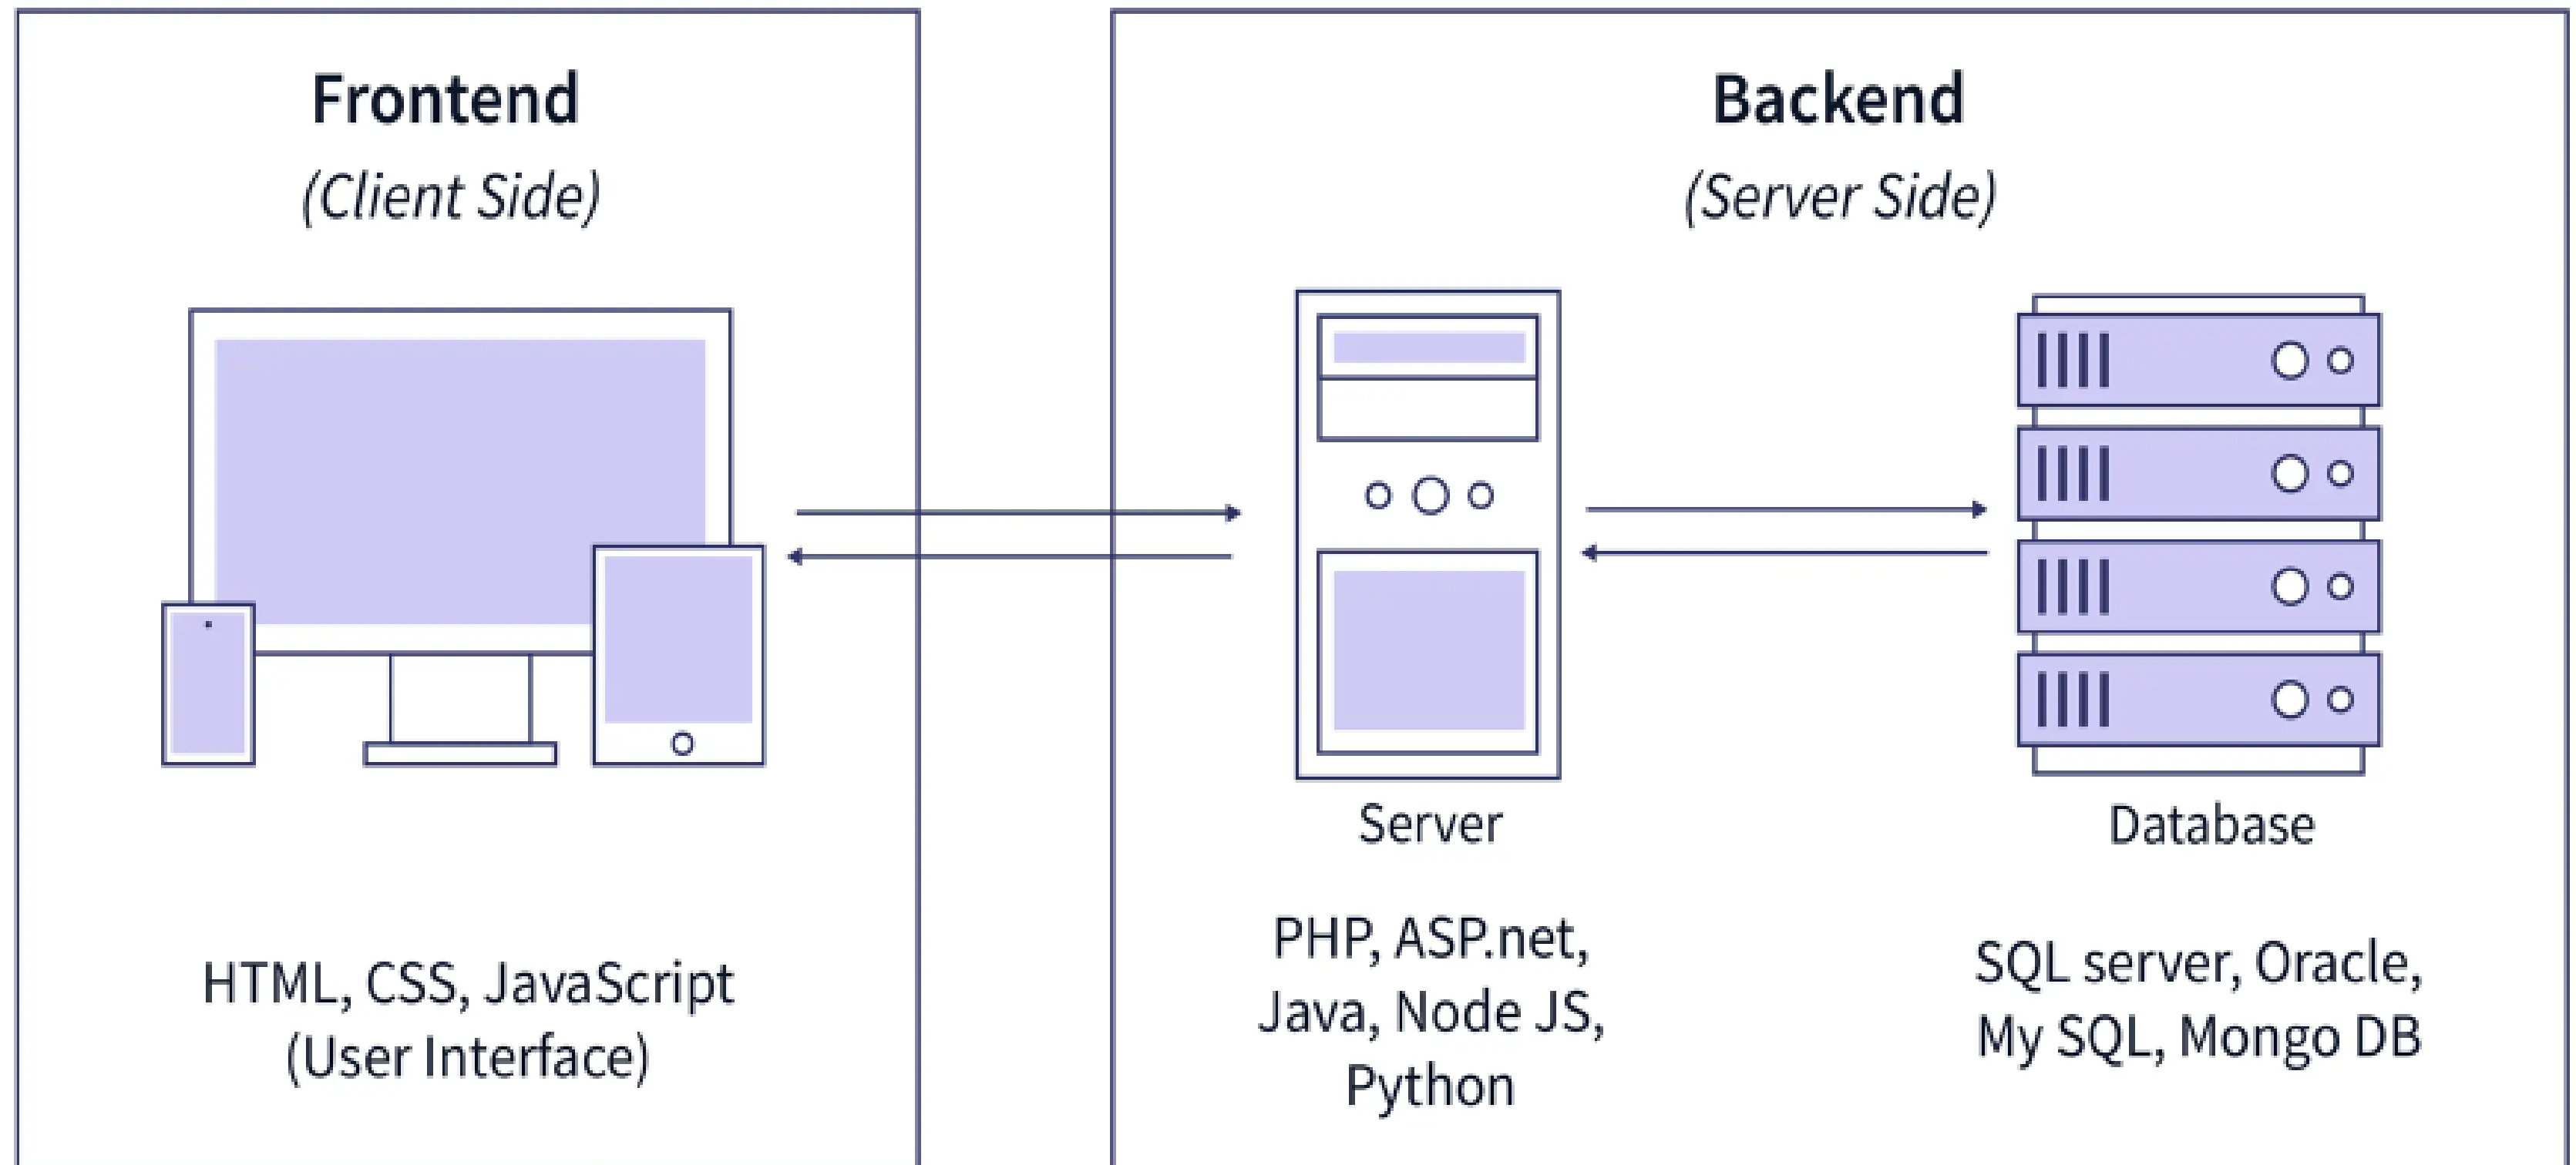 Frontend
(Client Side)
HTML, CSS, JavaScript
(User Interface)
Backend
(Server Side)
Server
PHP, ASP.net,
Java, Node JS,
Python
Database
SQL server, Oracle,
My SQL, Mongo DB